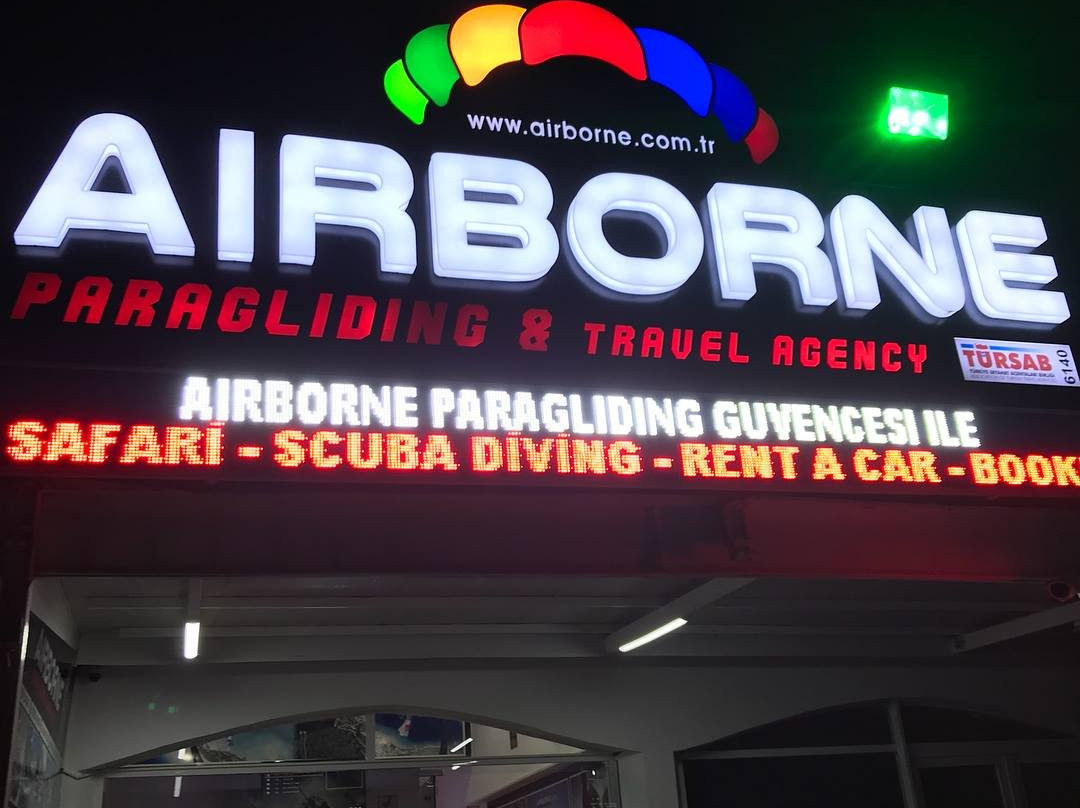 www.airborne.com.tr
AIRBORNE
PARAGLIDING & TRAVEL AGENCY
TÜRSAB
6140
AIRBORNE PARAGLIDING GUVENCESI ILE
SAFARİ - SCUBA DİVİNG - RENT A CAR - BOOK